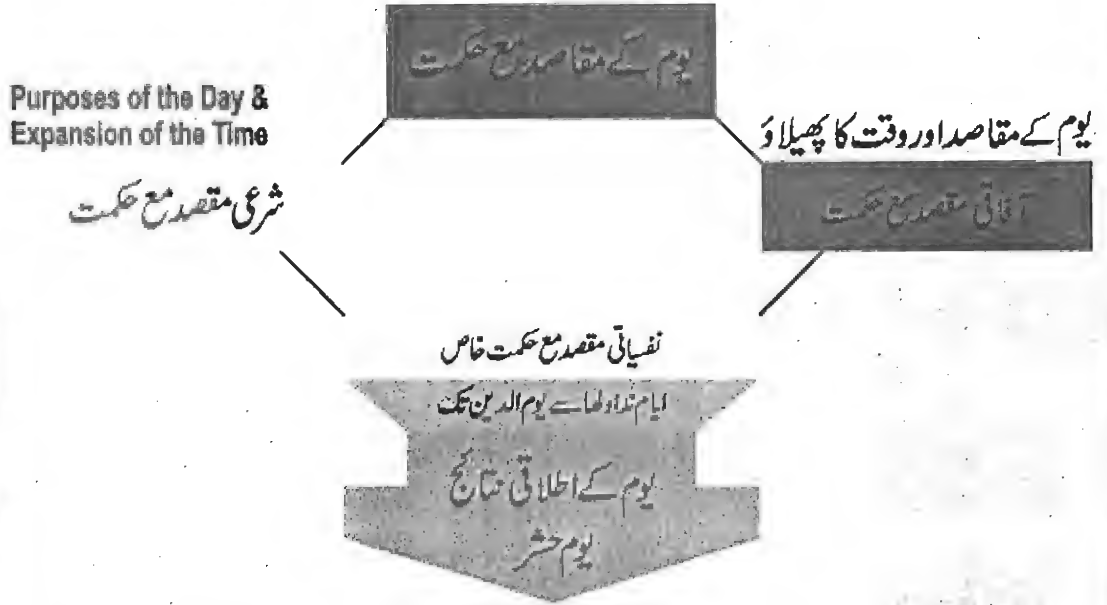 یوم کے مقاصد مع حکمت
Purposes of the Day &
Expansion of the Time
یوم کے مقاصد اور وقت کا پھیلاؤ
شرعی مقصد مع حکمت
آفاقی مقصد مع حکمت
نفسیاتی مقصد مع حکمت خاص
ایام نداولھا سے یوم الدین تک
یوم کے اطلاقی نتائج
یوم حشر